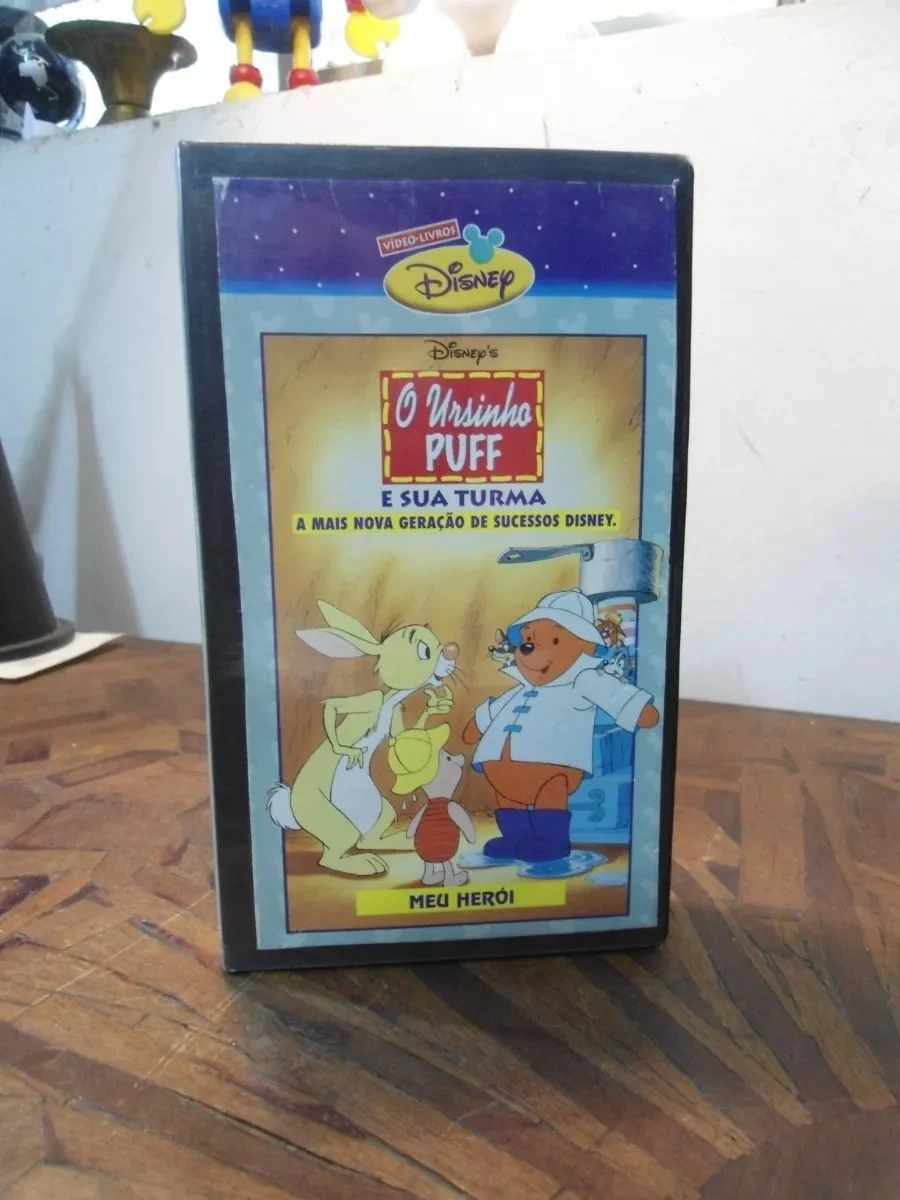 VÍDEO-LIVROS
Disney
Disney's
O Ursinho
PUFF
E SUA TURMA
A MAIS NOVA GERAÇÃO DE SUCESSOS DISNEY.
MEU HERÓI